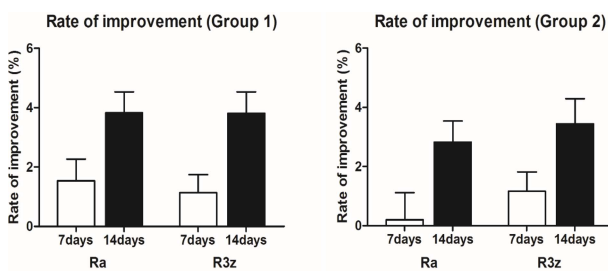 Rate of improvement (Group 1)
Rate of improvement (%)
6
4
2
0
7days 14days 7days 14days
Ra R3z
Rate of improvement (Group 2)
Rate of improvement (%)
6
4
2
0
7days 14days 7days 14days
Ra R3z